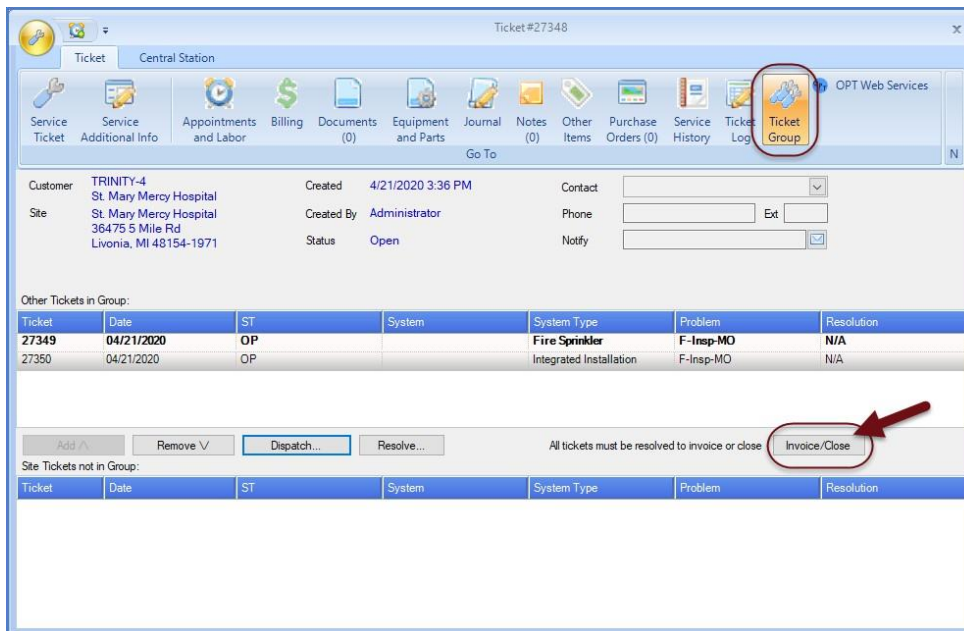 Ticket#27348
x
Ticket Central Station
Service Ticket
Service Additional Info
Appointments and Labor
Billing
Documents (0)
Equipment and Parts
Journal
Notes (0)
Other Items
Purchase Orders (0)
Service History
Ticket Log
Ticket Group
OPT Web Services
Go To
N
Customer TRINITY-4 Created 4/21/2020 3:36 PM Contact
St. Mary Mercy Hospital
Site St. Mary Mercy Hospital Created By Administrator Phone Ext
36475 5 Mile Rd
Livonia, MI 48154-1971 Status Open Notify
Other Tickets in Group:
Ticket Date ST System System Type Problem Resolution
27349 04/21/2020 OP Fire Sprinkler F-Insp-MO N/A
27350 04/21/2020 OP Integrated Installation F-Insp-MO N/A
Add /\ Remove \/ Dispatch... Resolve... All tickets must be resolved to invoice or close Invoice/Close
Site Tickets not in Group:
Ticket Date ST System System Type Problem Resolution